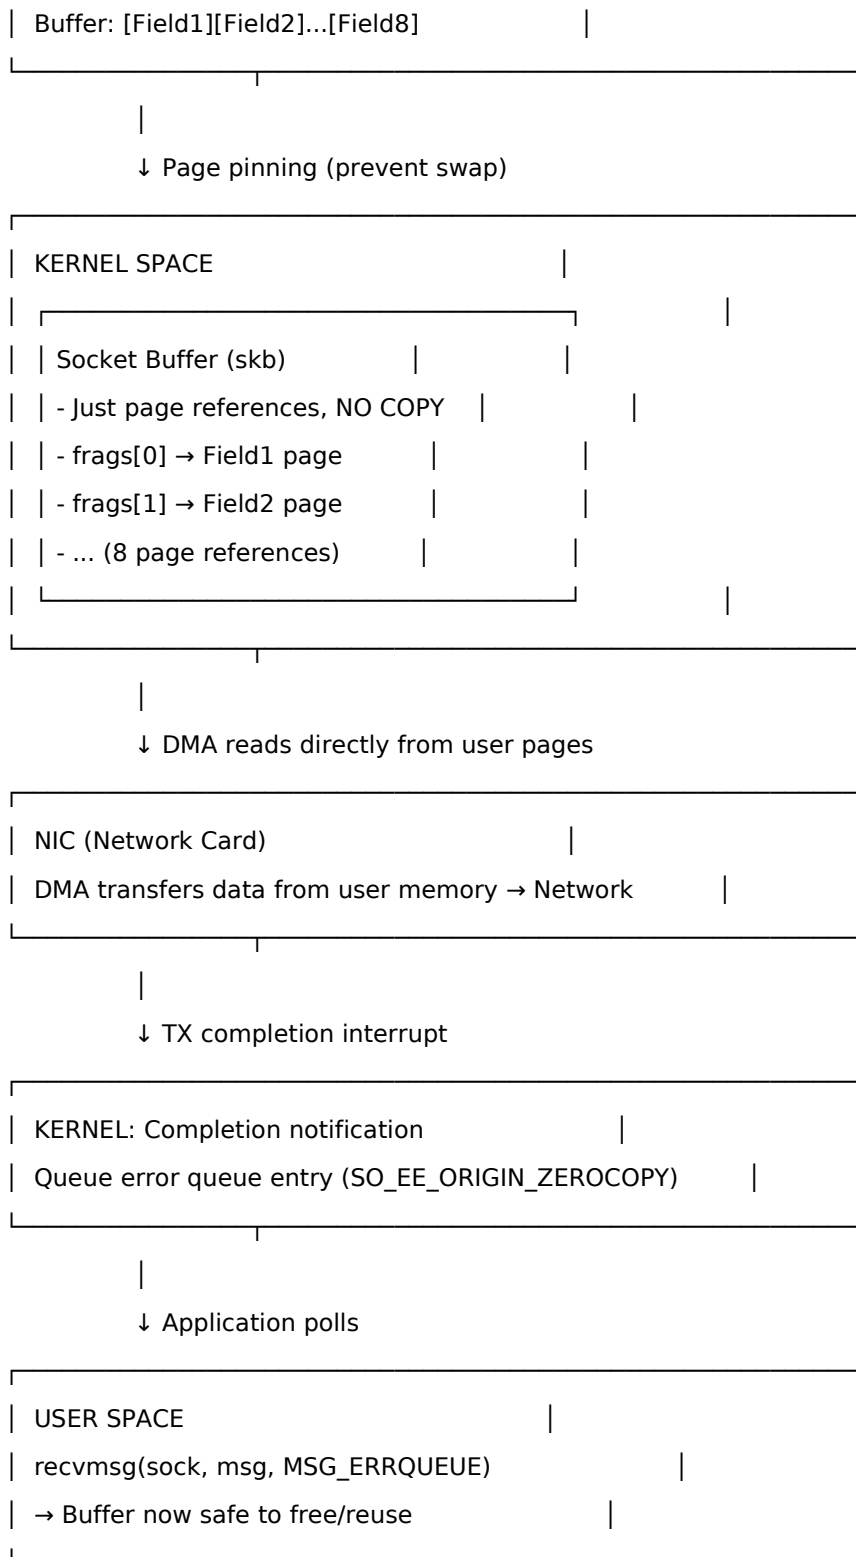 │ Buffer: [Field1][Field2]...[Field8] │
│
↓ Page pinning (prevent swap)
│ KERNEL SPACE │
│ Socket Buffer (skb) │ │
│ │ - Just page references, NO COPY │ │
│ │ - frags[0] → Field1 page │ │
│ │ - frags[1] → Field2 page │ │
│ │ - ... (8 page references) │ │
│
↓ DMA reads directly from user pages
│ NIC (Network Card) │
│ DMA transfers data from user memory → Network │
│
↓ TX completion interrupt
│ KERNEL: Completion notification │
│ Queue error queue entry (SO_EE_ORIGIN_ZEROCOPY) │
│
↓ Application polls
│ USER SPACE │
│ recvmsg(sock, msg, MSG_ERRQUEUE) │
│ → Buffer now safe to free/reuse │